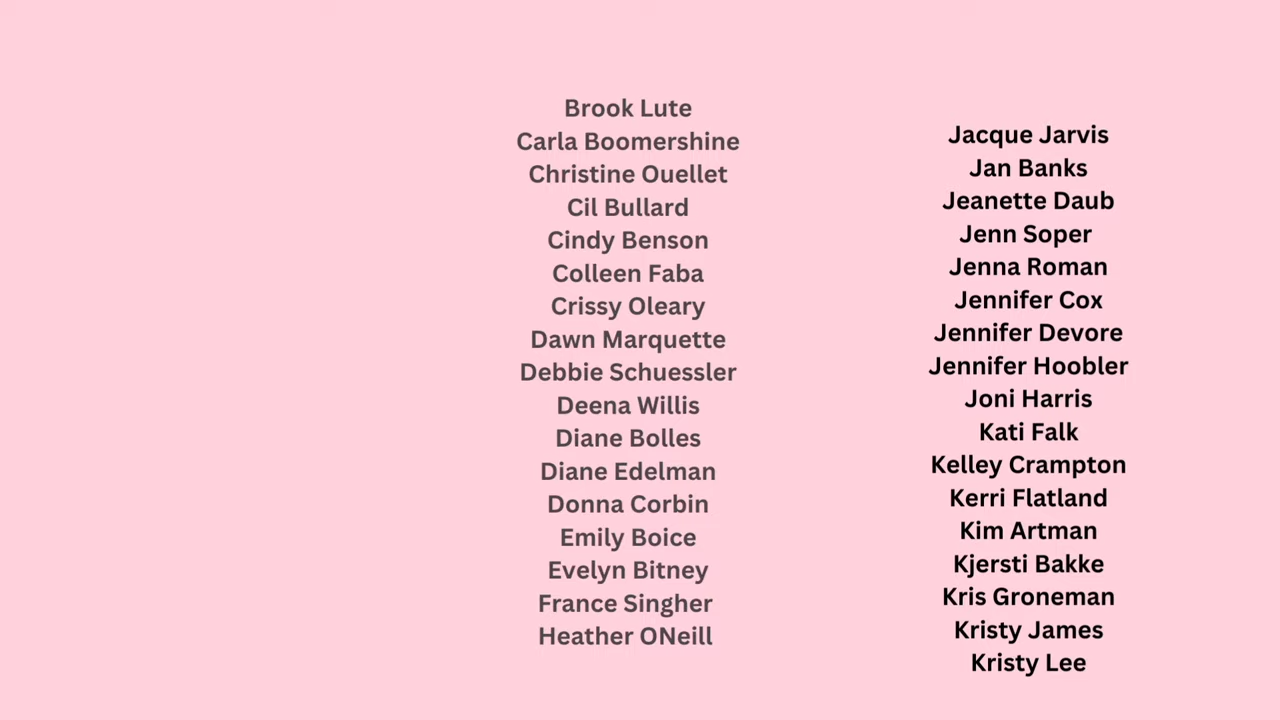 Brook Lute
Carla Boomershine
Christine Ouellet
Cil Bullard
Cindy Benson
Colleen Faba
Crissy Oleary
Dawn Marquette
Debbie Schuessler
Deena Willis
Diane Bolles
Diane Edelman
Donna Corbin
Emily Boice
Evelyn Bitney
France Singher
Heather ONeill
Jacque Jarvis
Jan Banks
Jeanette Daub
Jenn Soper
Jenna Roman
Jennifer Cox
Jennifer Devore
Jennifer Hoobler
Joni Harris
Kati Falk
Kelley Crampton
Kerri Flatland
Kim Artman
Kjersti Bakke
Kris Groneman
Kristy James
Kristy Lee